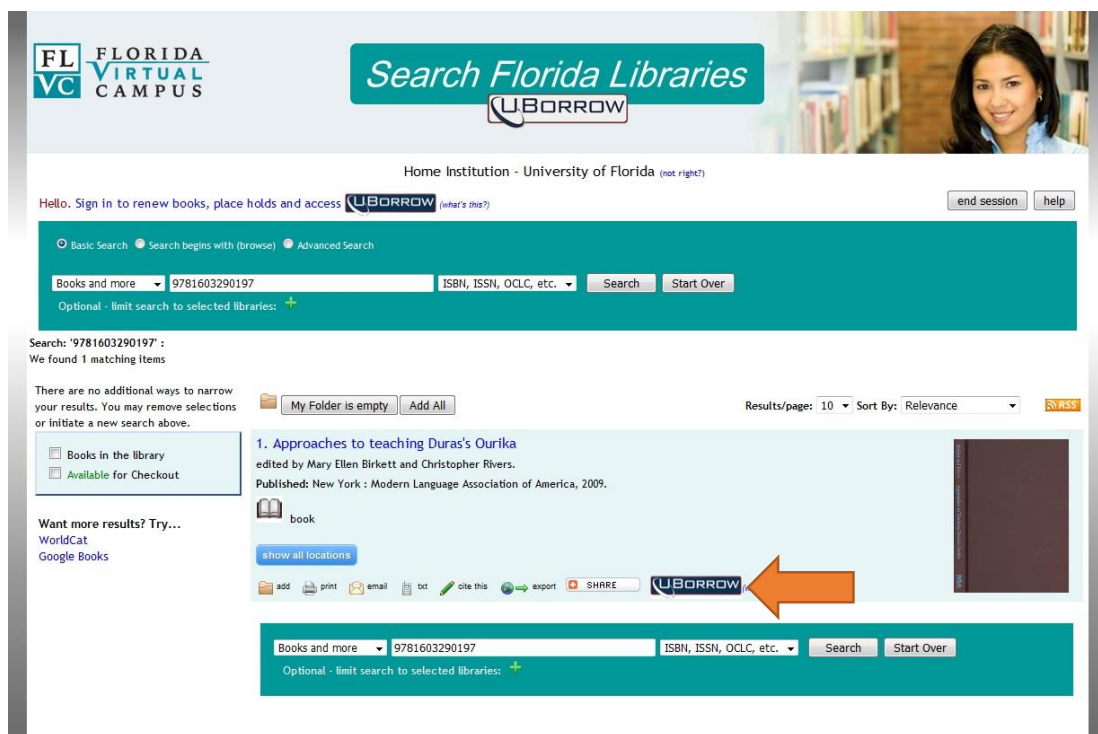 FL
VC
FLORIDA
VIRTUAL
CAMPUS
Search Florida Libraries
UBORROW
Home Institution - University of Florida (not right?)
Hello. Sign in to renew books, place holds and access UBORROW (what's this?)
end session help
Basic Search Search begins with (browse) Advanced Search
Books and more 9781603290197 ISBN, ISSN, OCLC, etc. Search Start Over
Optional - limit search to selected libraries:
Search: '9781603290197' :
We found 1 matching items
There are no additional ways to narrow
your results. You may remove selections
or initiate a new search above.
Books in the library
Available for Checkout
Want more results? Try...
WorldCat
Google Books
My Folder is empty Add All Results/page: 10 Sort By: Relevance RSS
1. Approaches to teaching Duras's Ourika
edited by Mary Ellen Birkett and Christopher Rivers.
Published: New York : Modern Language Association of America, 2009.
book
show all locations
add print email txt cite this export SHARE UBORROW
Books and more 9781603290197 ISBN, ISSN, OCLC, etc. Search Start Over
Optional - limit search to selected libraries: